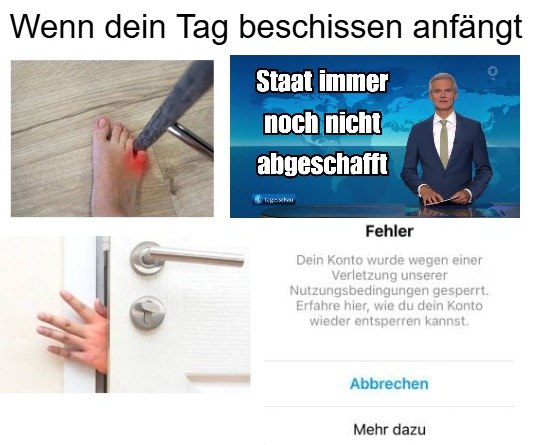 Wenn dein Tag beschissen anfängt
Staat immer
noch nicht
abgeschafft
tagesschau
Fehler
Dein Konto wurde wegen einer
Verletzung unserer
Nutzungsbedingungen gesperrt.
Erfahre hier, wie du dein Konto
wieder entsperren kannst.
Abbrechen
Mehr dazu